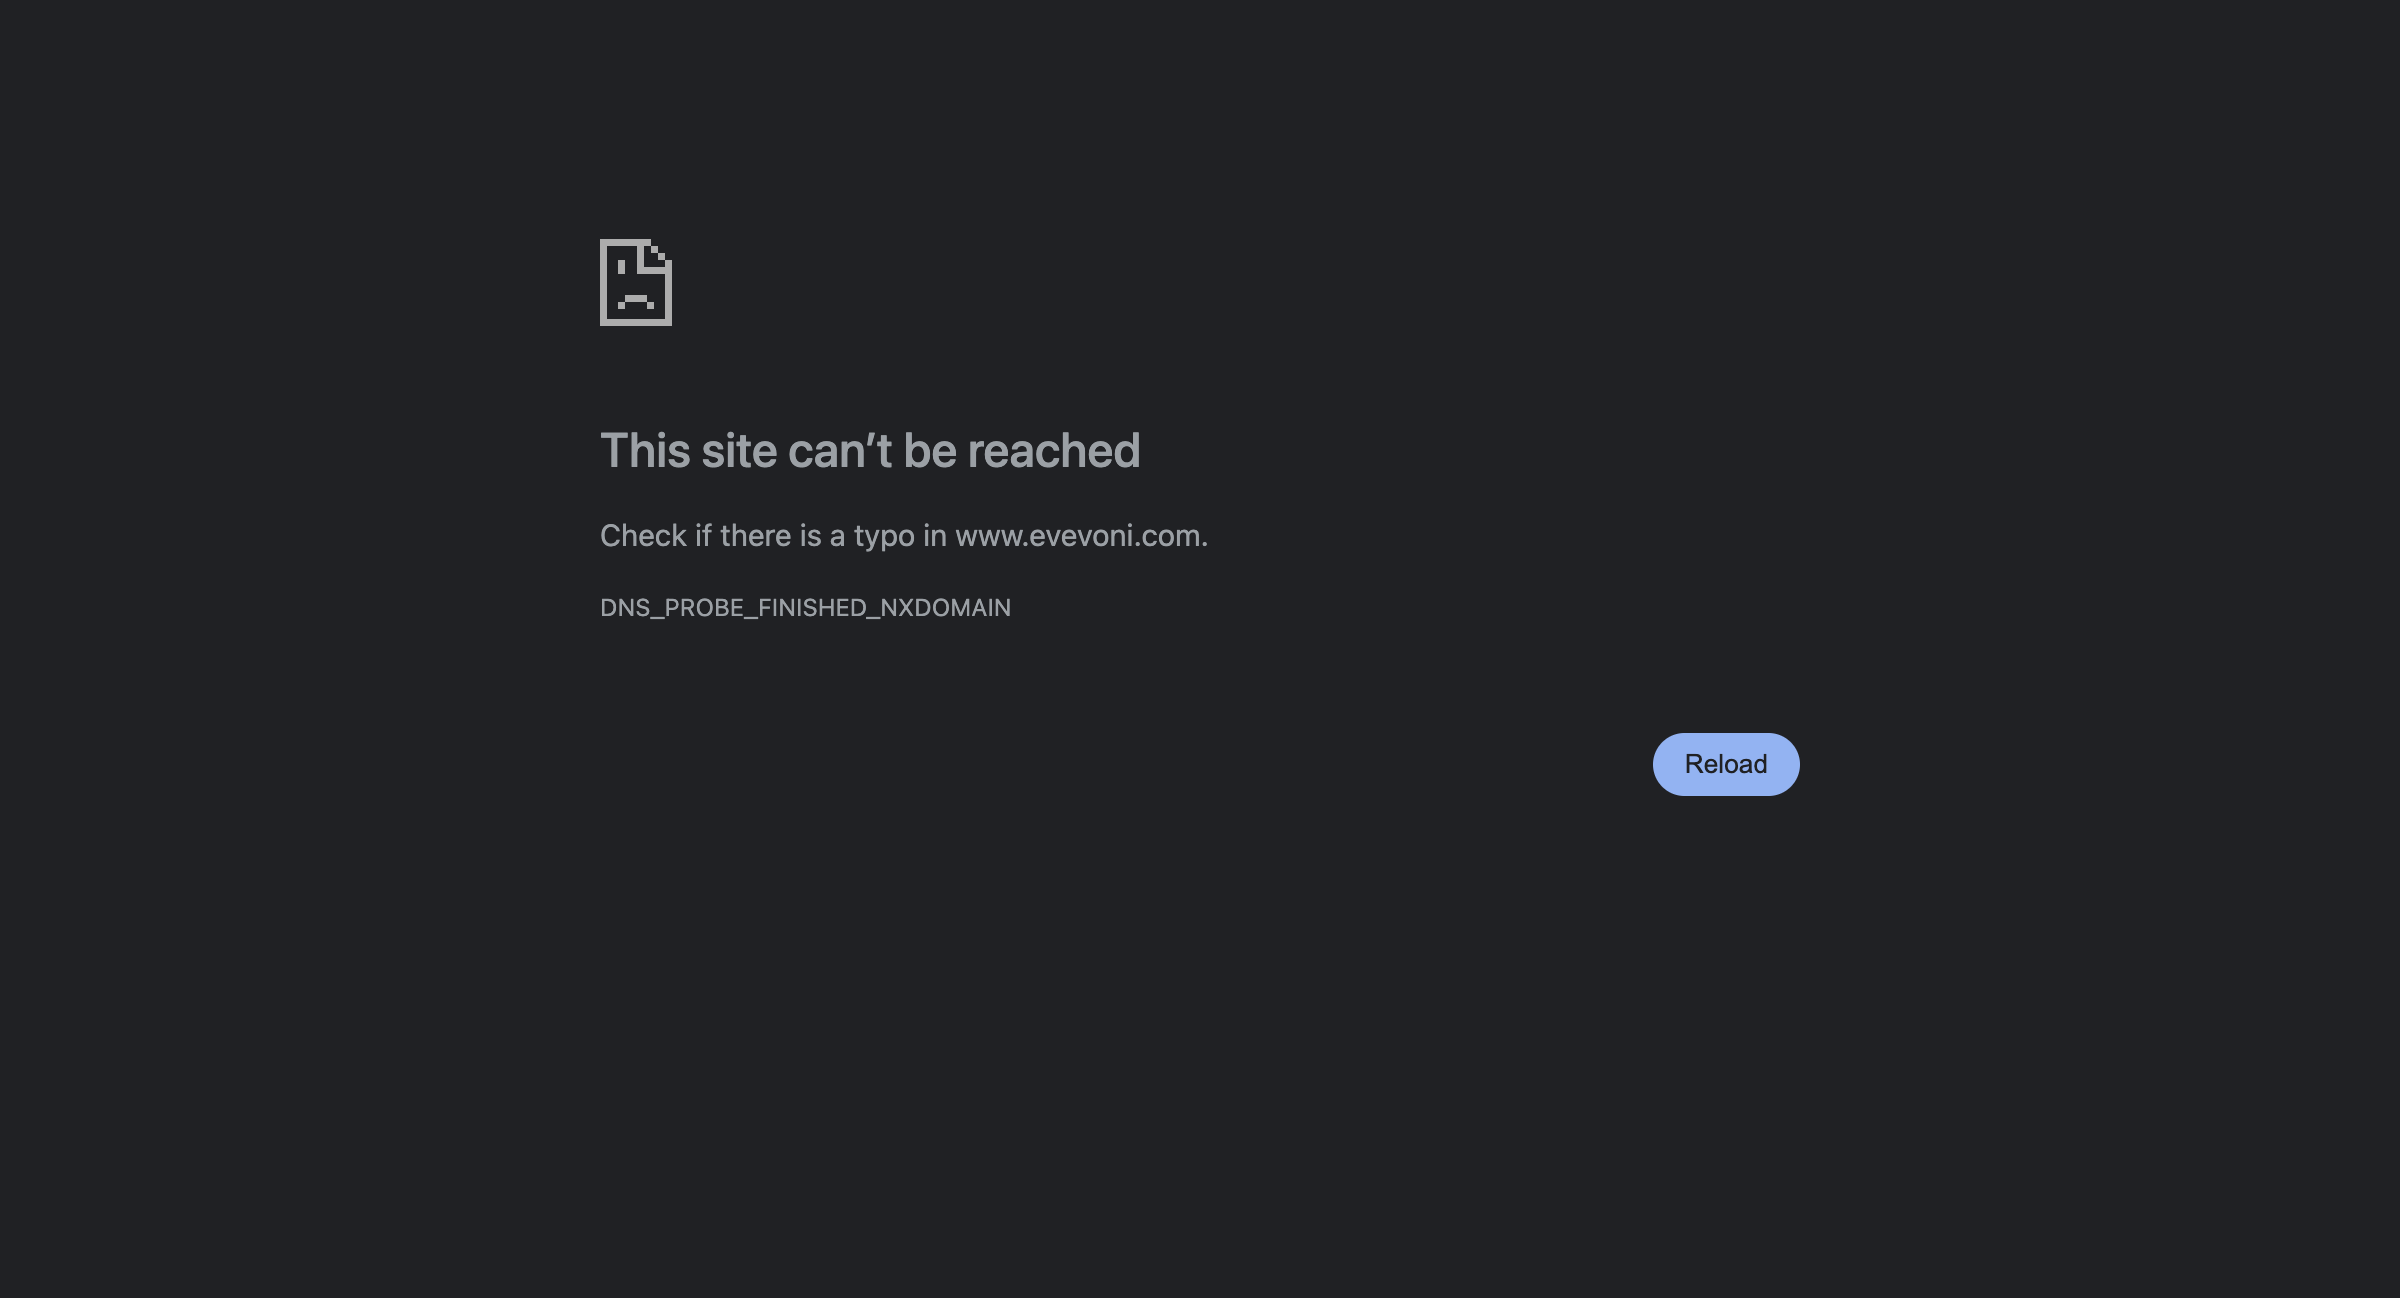 This site can’t be reached
Check if there is a typo in www.evevoni.com.
DNS_PROBE_FINISHED_NXDOMAIN
Reload